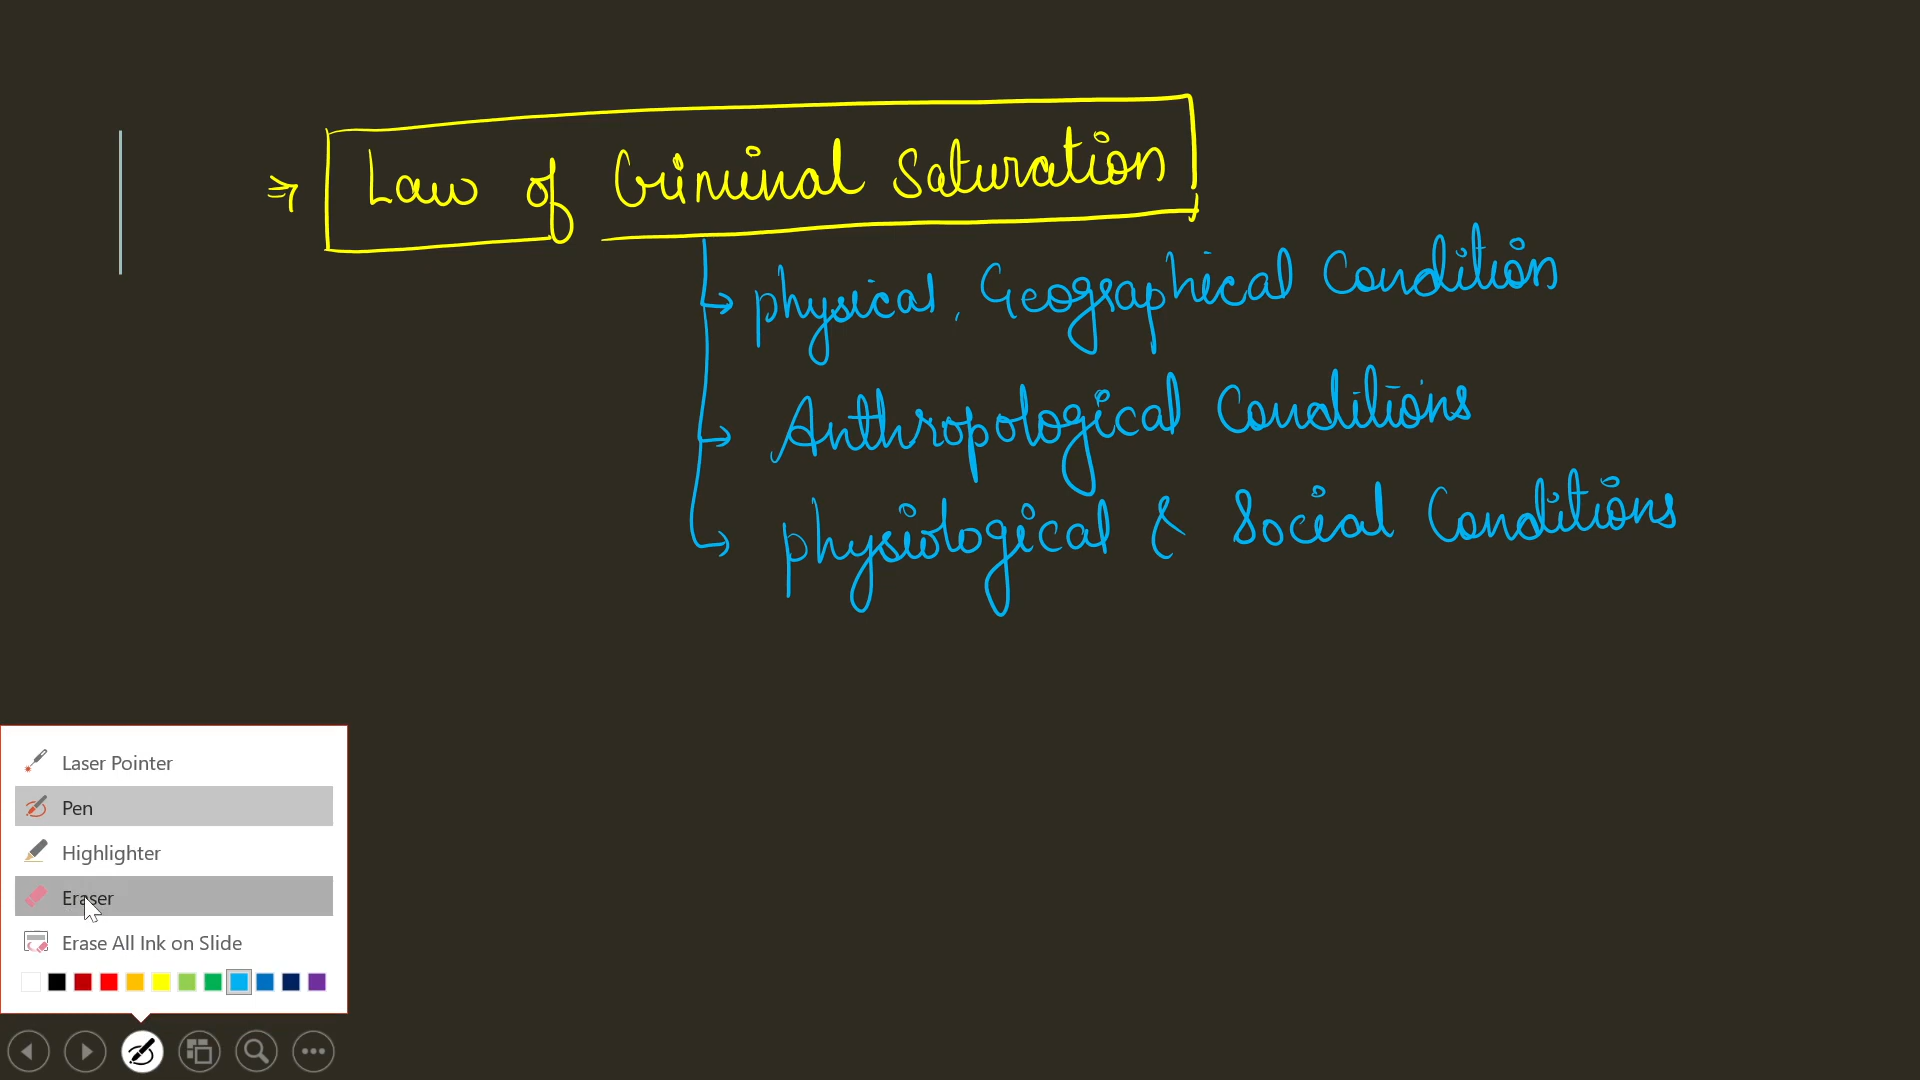 ⇒ Law of Criminal Saturation
→ physical, Geographical Condition
→ Anthropological Conditions
→ physiological & Social Conditions
Laser Pointer
Pen
Highlighter
Eraser
Erase All Ink on Slide